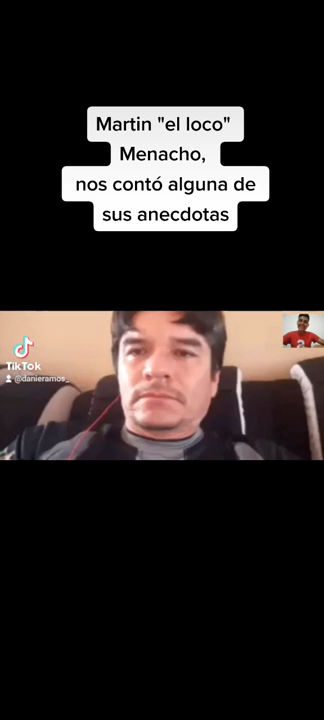 Martin "el loco"
Menacho,
nos contó alguna de
sus anecdotas
TikTok
@danieramos_